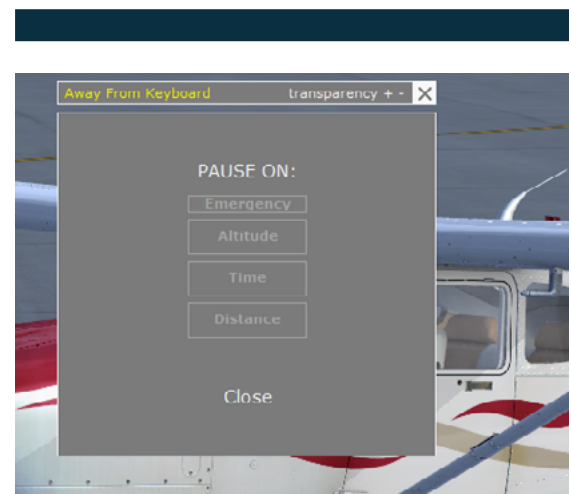 Away From Keyboard transparency + -
PAUSE ON:
Emergency
Altitude
Time
Distance
Close